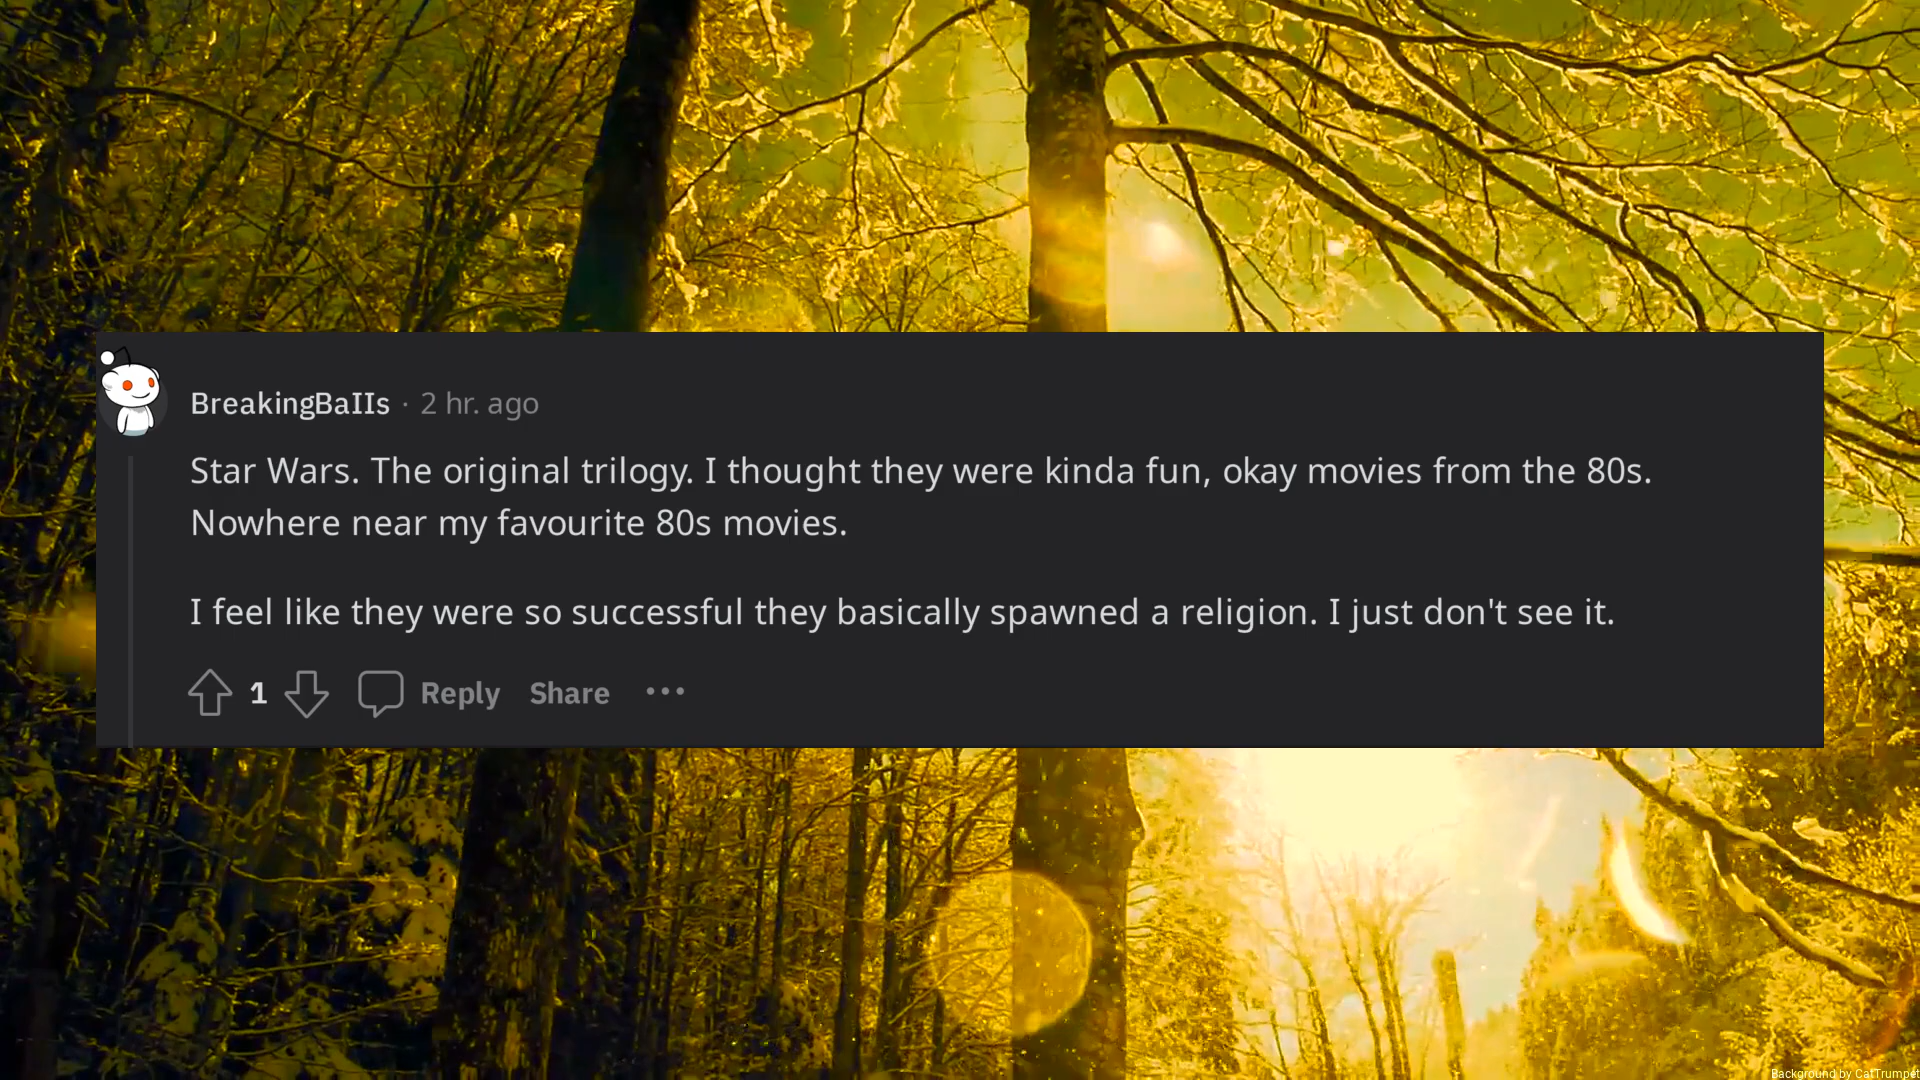 BreakingBaIIs · 2 hr. ago
Star Wars. The original trilogy. I thought they were kinda fun, okay movies from the 80s.
Nowhere near my favourite 80s movies.
I feel like they were so successful they basically spawned a religion. I just don't see it.
1 Reply Share ···
Background by CatTrumpet